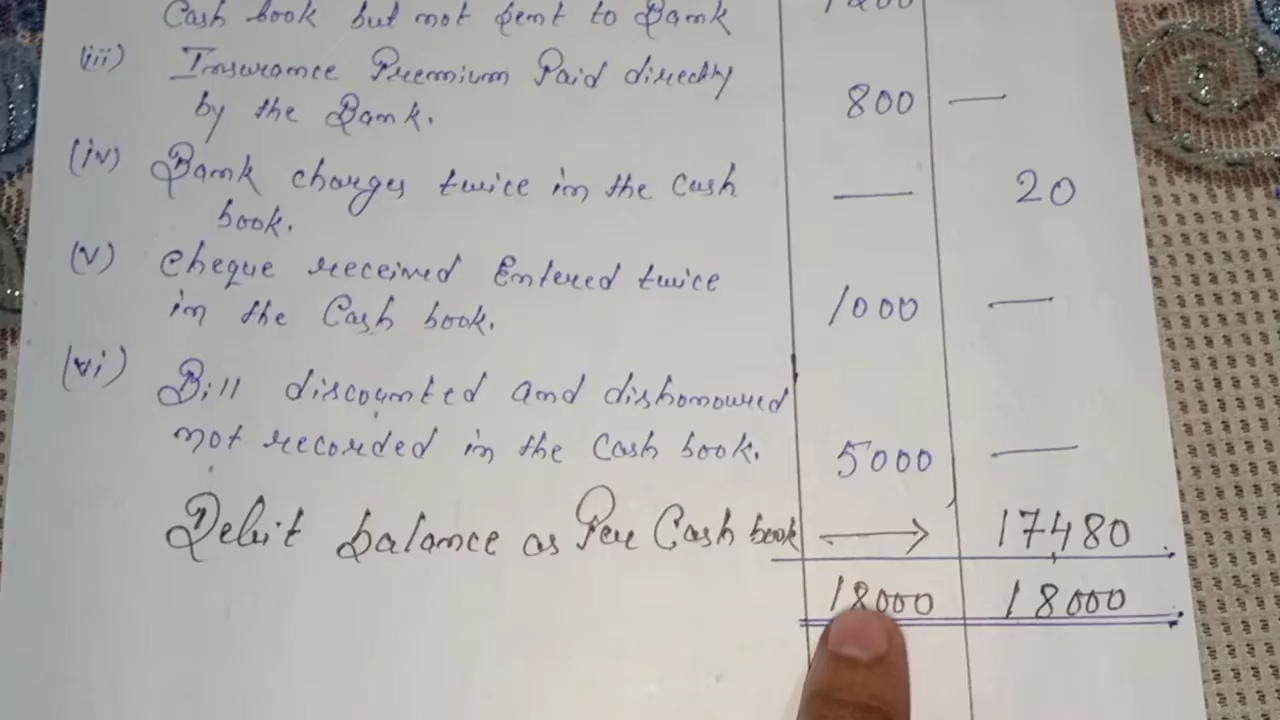 Cash book but not sent to Bank
(iii) Insurance Premium Paid directly
by the Bank. 800 —
(iv) Bank charges twice in the Cash — 20
book.
(v) Cheque received Entered twice
in the Cash book. 1000 —
(vi) Bill discounted and dishonoured
not recorded in the Cash book. 5000 —
Debit balance as Per Cash book → 17480
18000 18000